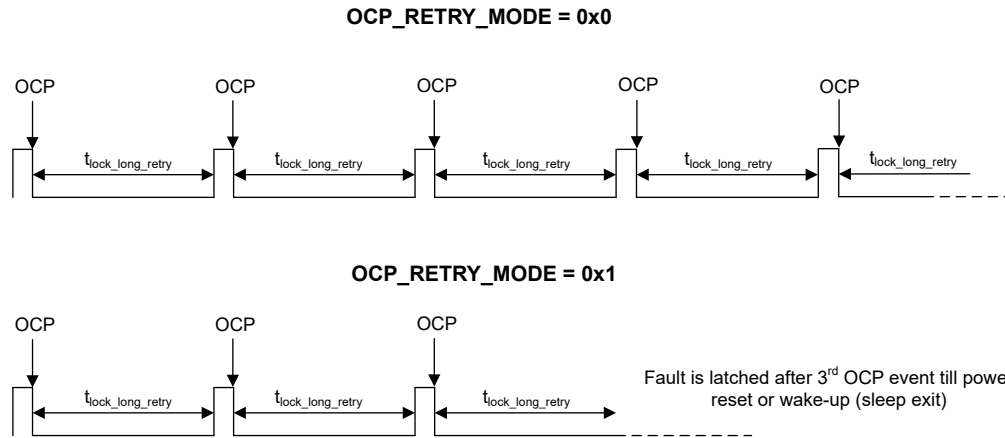 OCP_RETRY_MODE = 0x0
OCP OCP OCP OCP OCP
tlock_long_retry tlock_long_retry tlock_long_retry tlock_long_retry tlock_long_retry
OCP_RETRY_MODE = 0x1
OCP OCP OCP
tlock_long_retry tlock_long_retry tlock_long_retry
Fault is latched after 3rd OCP event till powe
reset or wake-up (sleep exit)